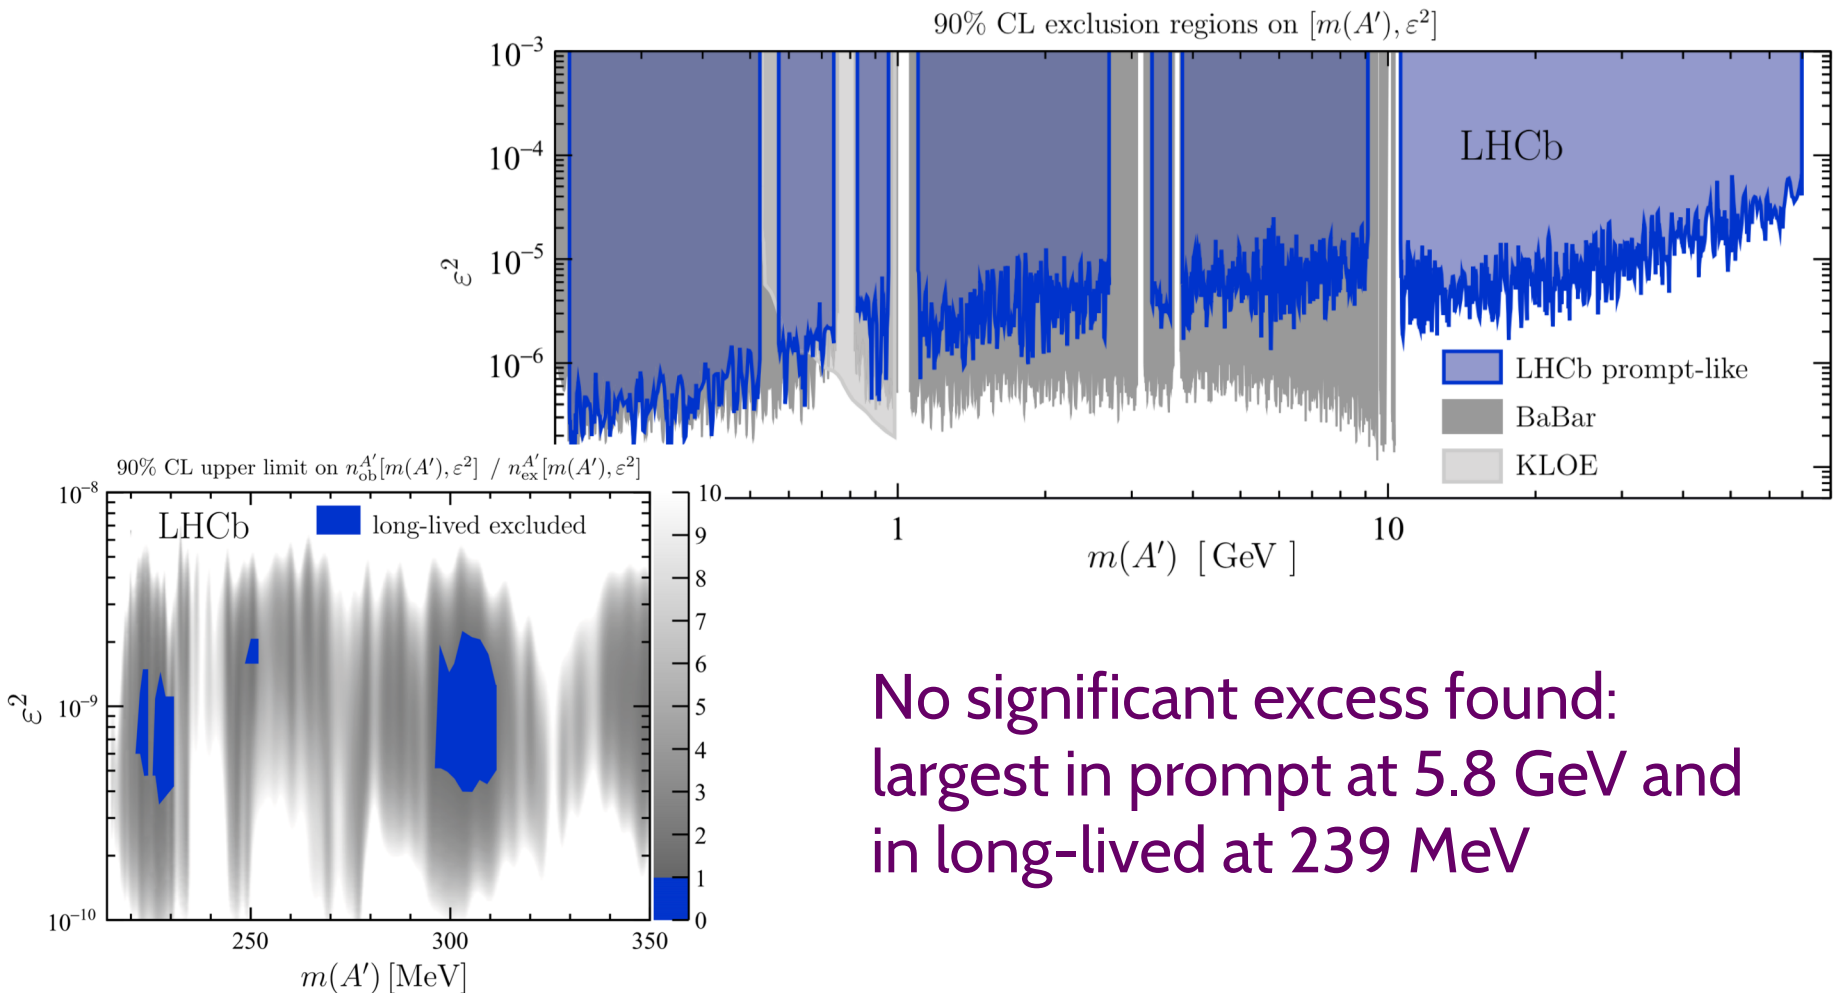 90% CL exclusion regions on [m(A′), ε²]
10⁻³
10⁻⁴
10⁻⁵
10⁻⁶
ε²
LHCb
LHCb prompt-like
BaBar
KLOE
1
10
m(A′) [ GeV ]
90% CL upper limit on n_ob^A′[m(A′), ε²] / n_ex^A′[m(A′), ε²]
10⁻⁸
10⁻⁹
10⁻¹⁰
ε²
LHCb
long-lived excluded
10
9
8
7
6
5
4
3
2
1
0
250
300
350
m(A′) [MeV]
No significant excess found:
largest in prompt at 5.8 GeV and
in long-lived at 239 MeV